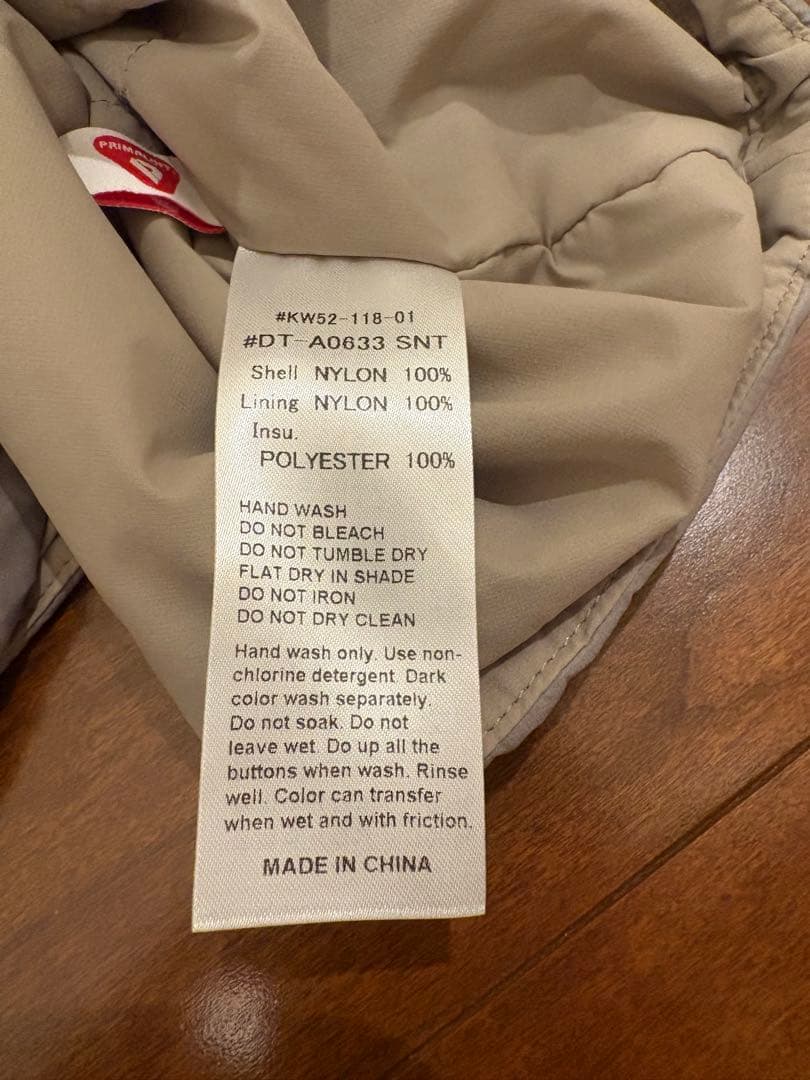 PRIMALOFT
#KW52-118-01
#DT-A0633 SNT
Shell NYLON 100%
Lining NYLON 100%
Insu.
POLYESTER 100%
HAND WASH
DO NOT BLEACH
DO NOT TUMBLE DRY
FLAT DRY IN SHADE
DO NOT IRON
DO NOT DRY CLEAN
Hand wash only. Use non-
chlorine detergent. Dark
color wash separately.
Do not soak. Do not
leave wet. Do up all the
buttons when wash. Rinse
well. Color can transfer
when wet and with friction.
MADE IN CHINA